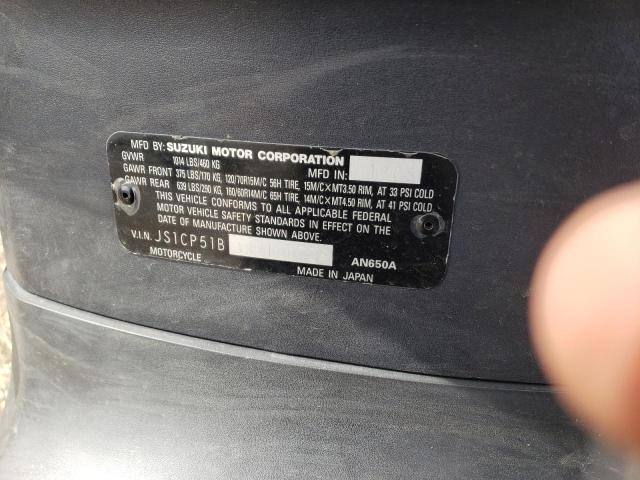 MFD BY: SUZUKI MOTOR CORPORATION
GVWR 1014 LBS/460 KG MFD IN:
GAWR FRONT 375 LBS/170 KG, 120/70R15M/C 56H TIRE, 15M/C×MT3.50 RIM, AT 33 PSI COLD
GAWR REAR 639 LBS/290 KG, 160/60R14M/C 65H TIRE, 14M/C×MT4.50 RIM, AT 41 PSI COLD
THIS VEHICLE CONFORMS TO ALL APPLICABLE FEDERAL
MOTOR VEHICLE SAFETY STANDARDS IN EFFECT ON
THE DATE OF MANUFACTURE SHOWN ABOVE.
V.I.N. JS1CP51B
MOTORCYCLE AN650A
MADE IN JAPAN